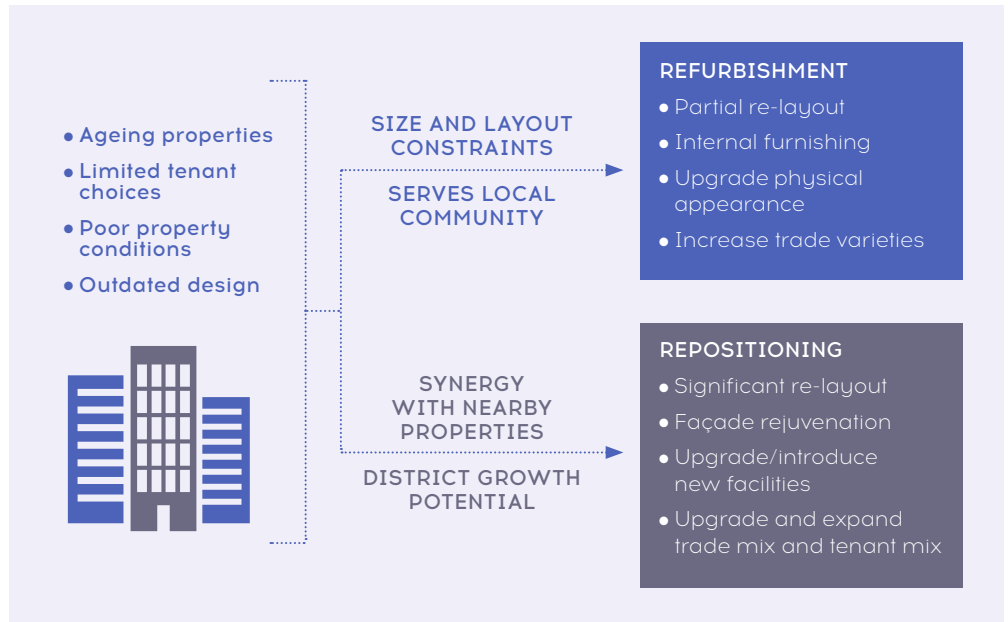 • Ageing properties
• Limited tenant
choices
• Poor property
conditions
• Outdated design
SIZE AND LAYOUT
CONSTRAINTS
SERVES LOCAL
COMMUNITY
REFURBISHMENT
• Partial re-layout
• Internal furnishing
• Upgrade physical
appearance
• Increase trade varieties
SYNERGY
WITH NEARBY
PROPERTIES
DISTRICT GROWTH
POTENTIAL
REPOSITIONING
• Significant re-layout
• Façade rejuvenation
• Upgrade/introduce
new facilities
• Upgrade and expand
trade mix and tenant mix